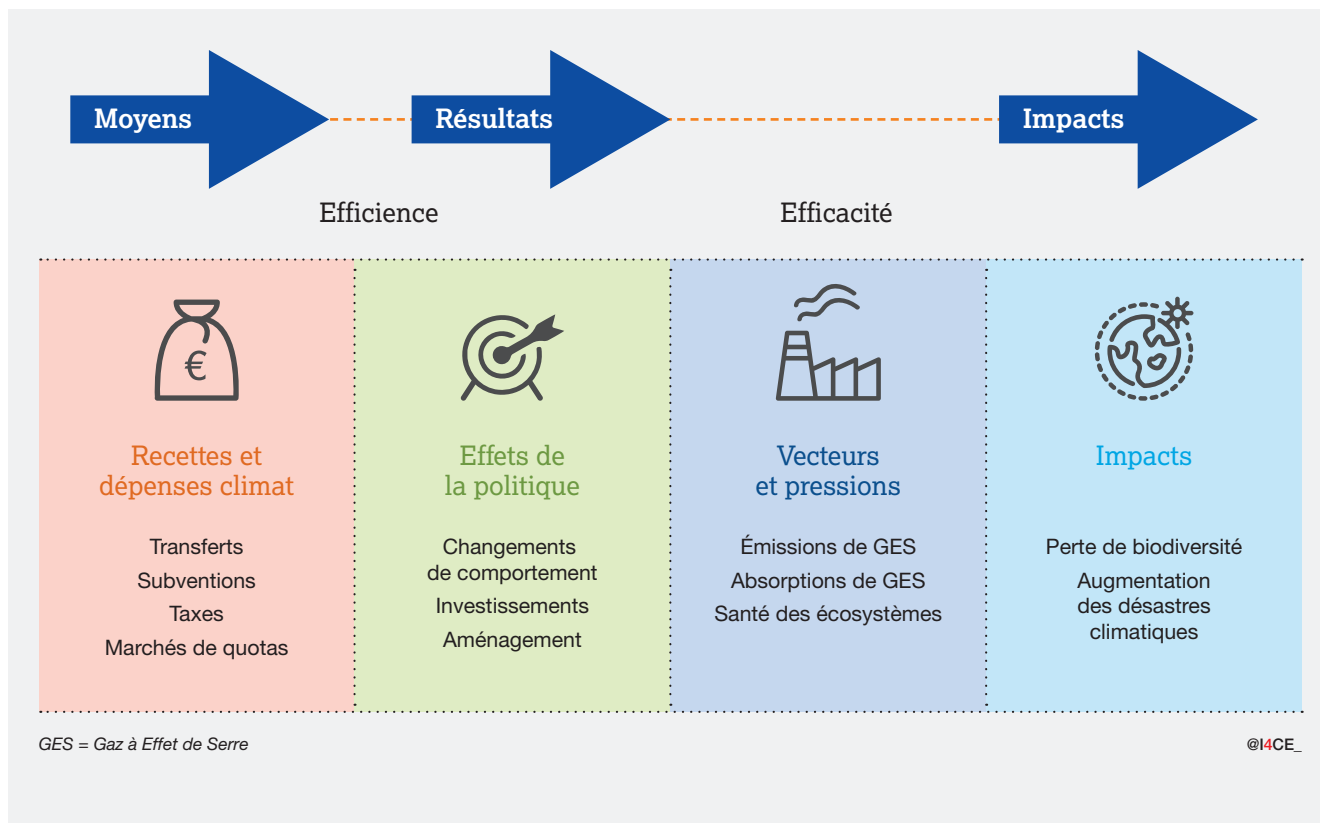 Moyens
Résultats
Impacts
Efficience
Efficacité
€
Recettes et
dépenses climat
Transferts
Subventions
Taxes
Marchés de quotas
Effets de
la politique
Changements
de comportement
Investissements
Aménagement
Vecteurs
et pressions
Émissions de GES
Absorptions de GES
Santé des écosystèmes
Impacts
Perte de biodiversité
Augmentation
des désastres
climatiques
GES = Gaz à Effet de Serre
@I4CE_